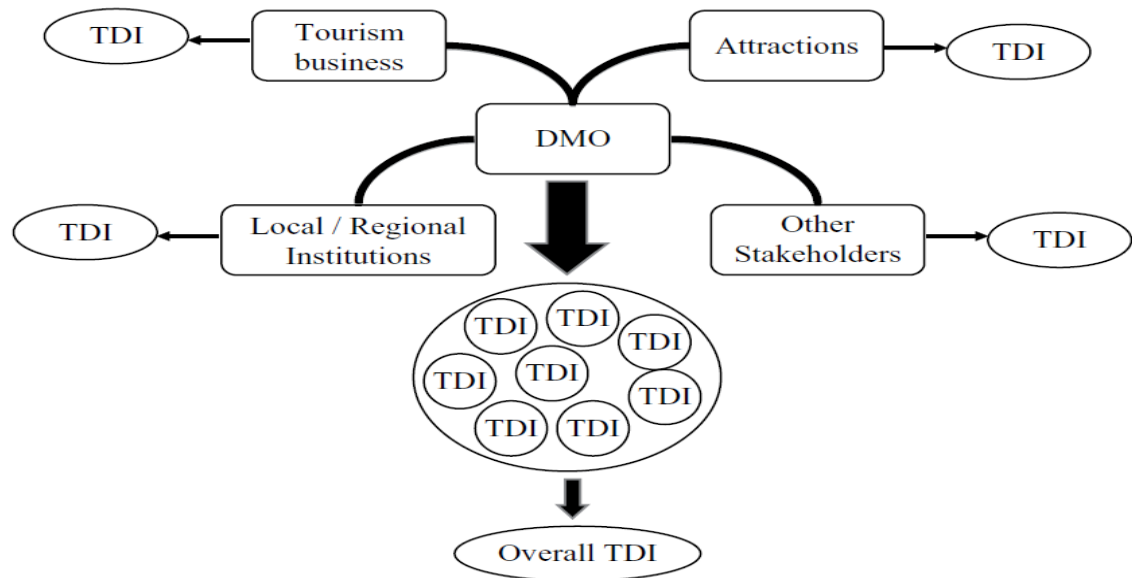 TDI
Tourism
business
Attractions
TDI
DMO
TDI
Local / Regional
Institutions
Other
Stakeholders
TDI
TDI
TDI
TDI
TDI
TDI
TDI
TDI
TDI
Overall TDI